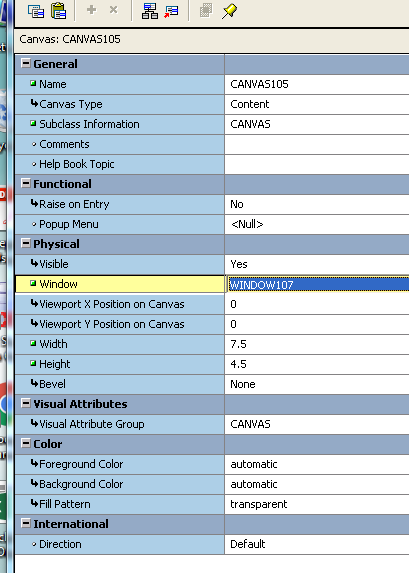 Canvas: CANVAS105
General
Name CANVAS105
Canvas Type Content
Subclass Information CANVAS
Comments
Help Book Topic
Functional
Raise on Entry No
Popup Menu <Null>
Physical
Visible Yes
Window WINDOW107
Viewport X Position on Canvas 0
Viewport Y Position on Canvas 0
Width 7.5
Height 4.5
Bevel None
Visual Attributes
Visual Attribute Group CANVAS
Color
Foreground Color automatic
Background Color automatic
Fill Pattern transparent
International
Direction Default